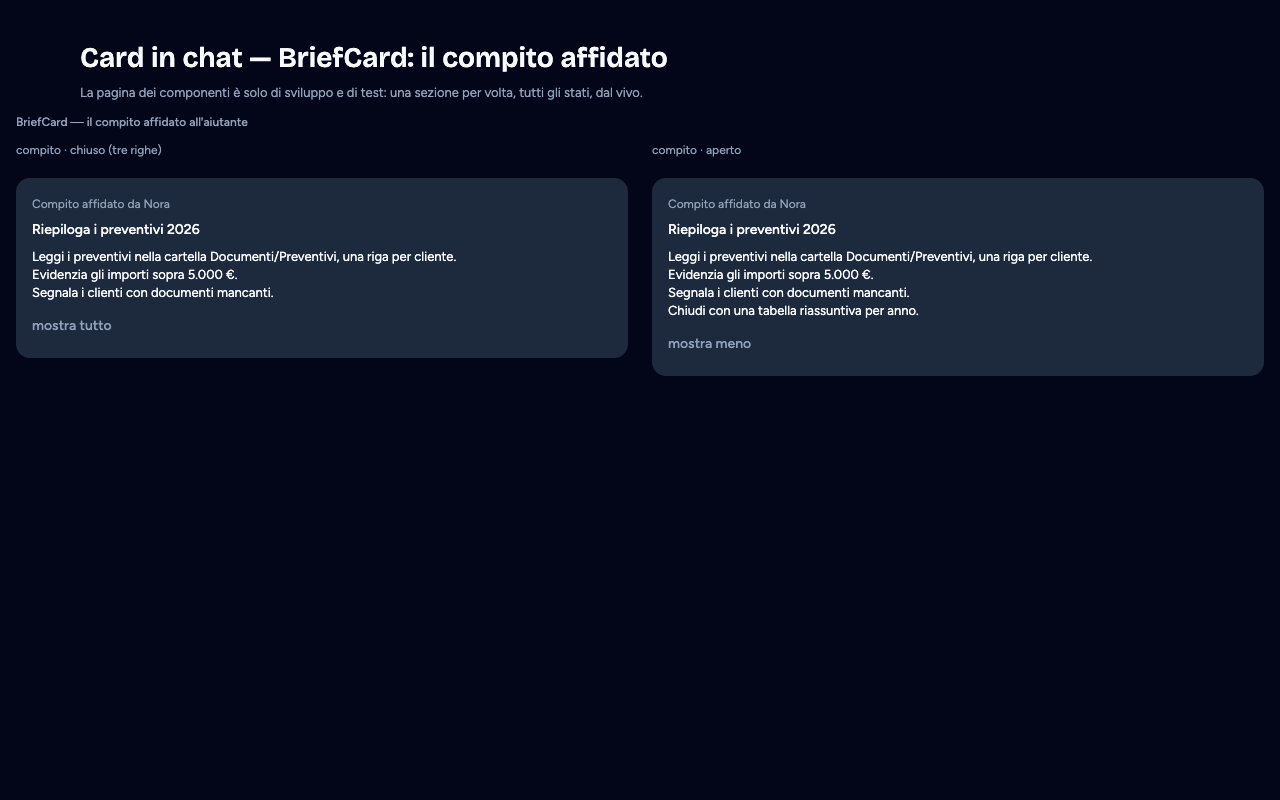 Card in chat — BriefCard: il compito affidato
La pagina dei componenti è solo di sviluppo e di test: una sezione per volta, tutti gli stati, dal vivo.
BriefCard — il compito affidato all'aiutante
compito · chiuso (tre righe)
Compito affidato da Nora
Riepiloga i preventivi 2026
Leggi i preventivi nella cartella Documenti/Preventivi, una riga per cliente.
Evidenzia gli importi sopra 5.000 €.
Segnala i clienti con documenti mancanti.
mostra tutto
compito · aperto
Compito affidato da Nora
Riepiloga i preventivi 2026
Leggi i preventivi nella cartella Documenti/Preventivi, una riga per cliente.
Evidenzia gli importi sopra 5.000 €.
Segnala i clienti con documenti mancanti.
Chiudi con una tabella riassuntiva per anno.
mostra meno